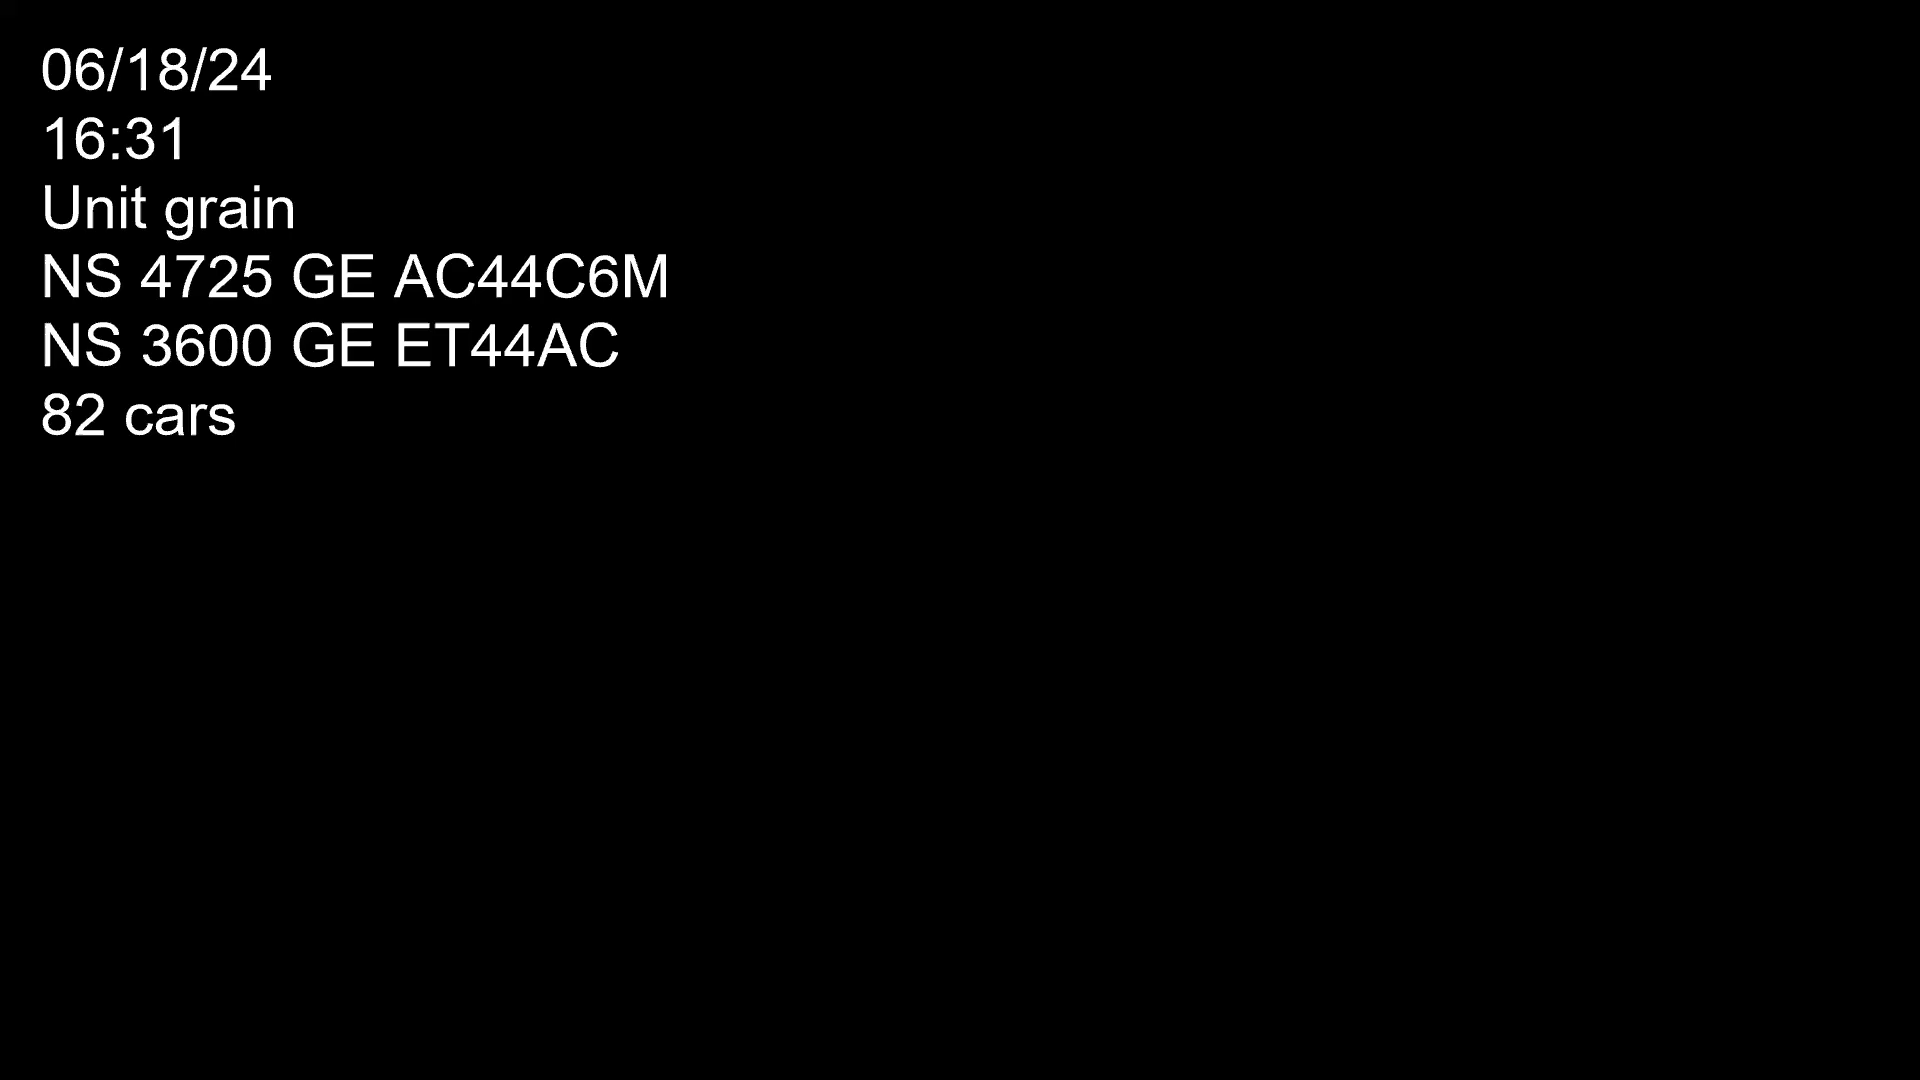 06/18/24
16:31
Unit grain
NS 4725 GE AC44C6M
NS 3600 GE ET44AC
82 cars